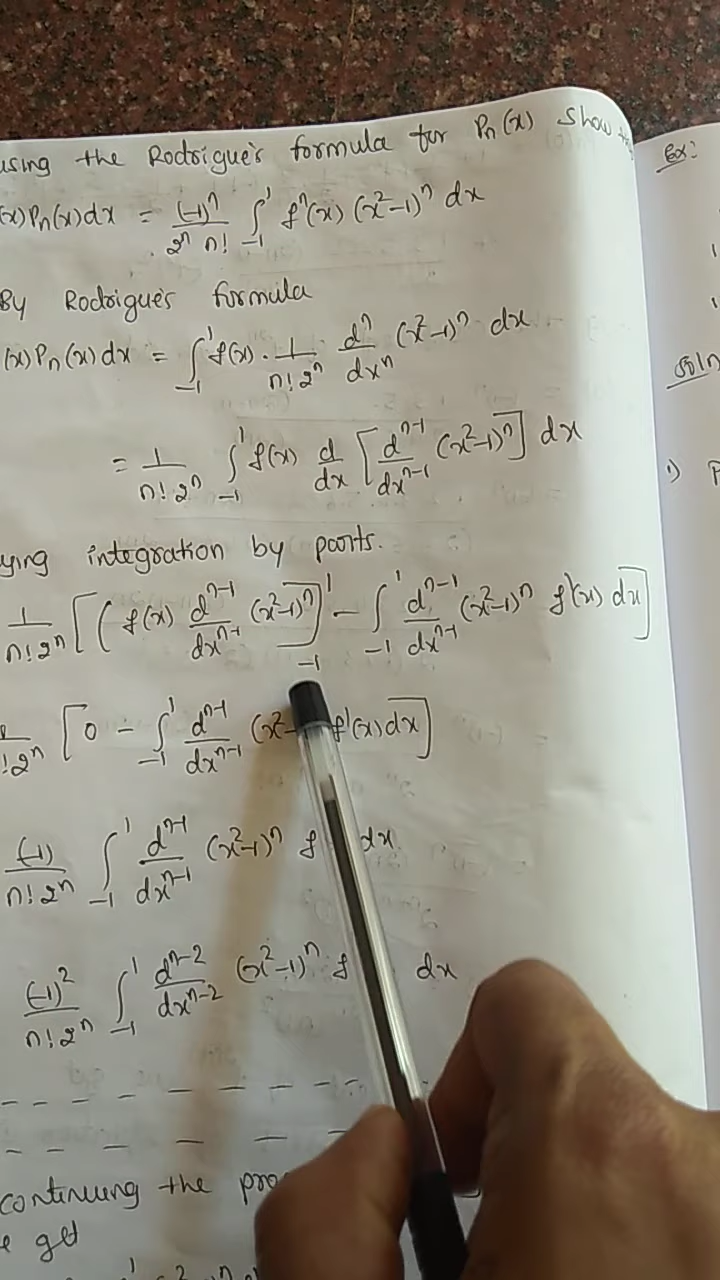 using the Rodrigue's formula for Pn(x) show
(x)Pn(x)dx = (-1)^n / 2^n n! ∫_{-1}^{1} f^n(x) (x²-1)^n dx
By Rodrigue's formula
(x)Pn(x)dx = ∫_{-1}^{1} f(x) . 1/n! 2^n d^n/dx^n (x²-1)^n dx
= 1/n! 2^n ∫_{-1}^{1} f(x) d/dx [d^{n-1}/dx^{n-1} (x²-1)^n] dx
ying integration by parts.
1/n! 2^n [(f(x) d^{n-1}/dx^{n-1} (x²-1)^n]_{-1}^{1} - ∫_{-1}^{1} d^{n-1}/dx^{n-1} (x²-1)^n f'(x) dx]
! 2^n [0 - ∫_{-1}^{1} d^{n-1}/dx^{n-1} (x²- f'(x) dx]
(-1)/n! 2^n ∫_{-1}^{1} d^{n-1}/dx^{n-1} (x²-1)^n f dx
(-1)²/n! 2^n ∫_{-1}^{1} d^{n-2}/dx^{n-2} (x²-1)^n f dx
continuing the
get
Ex:
Soln
1)